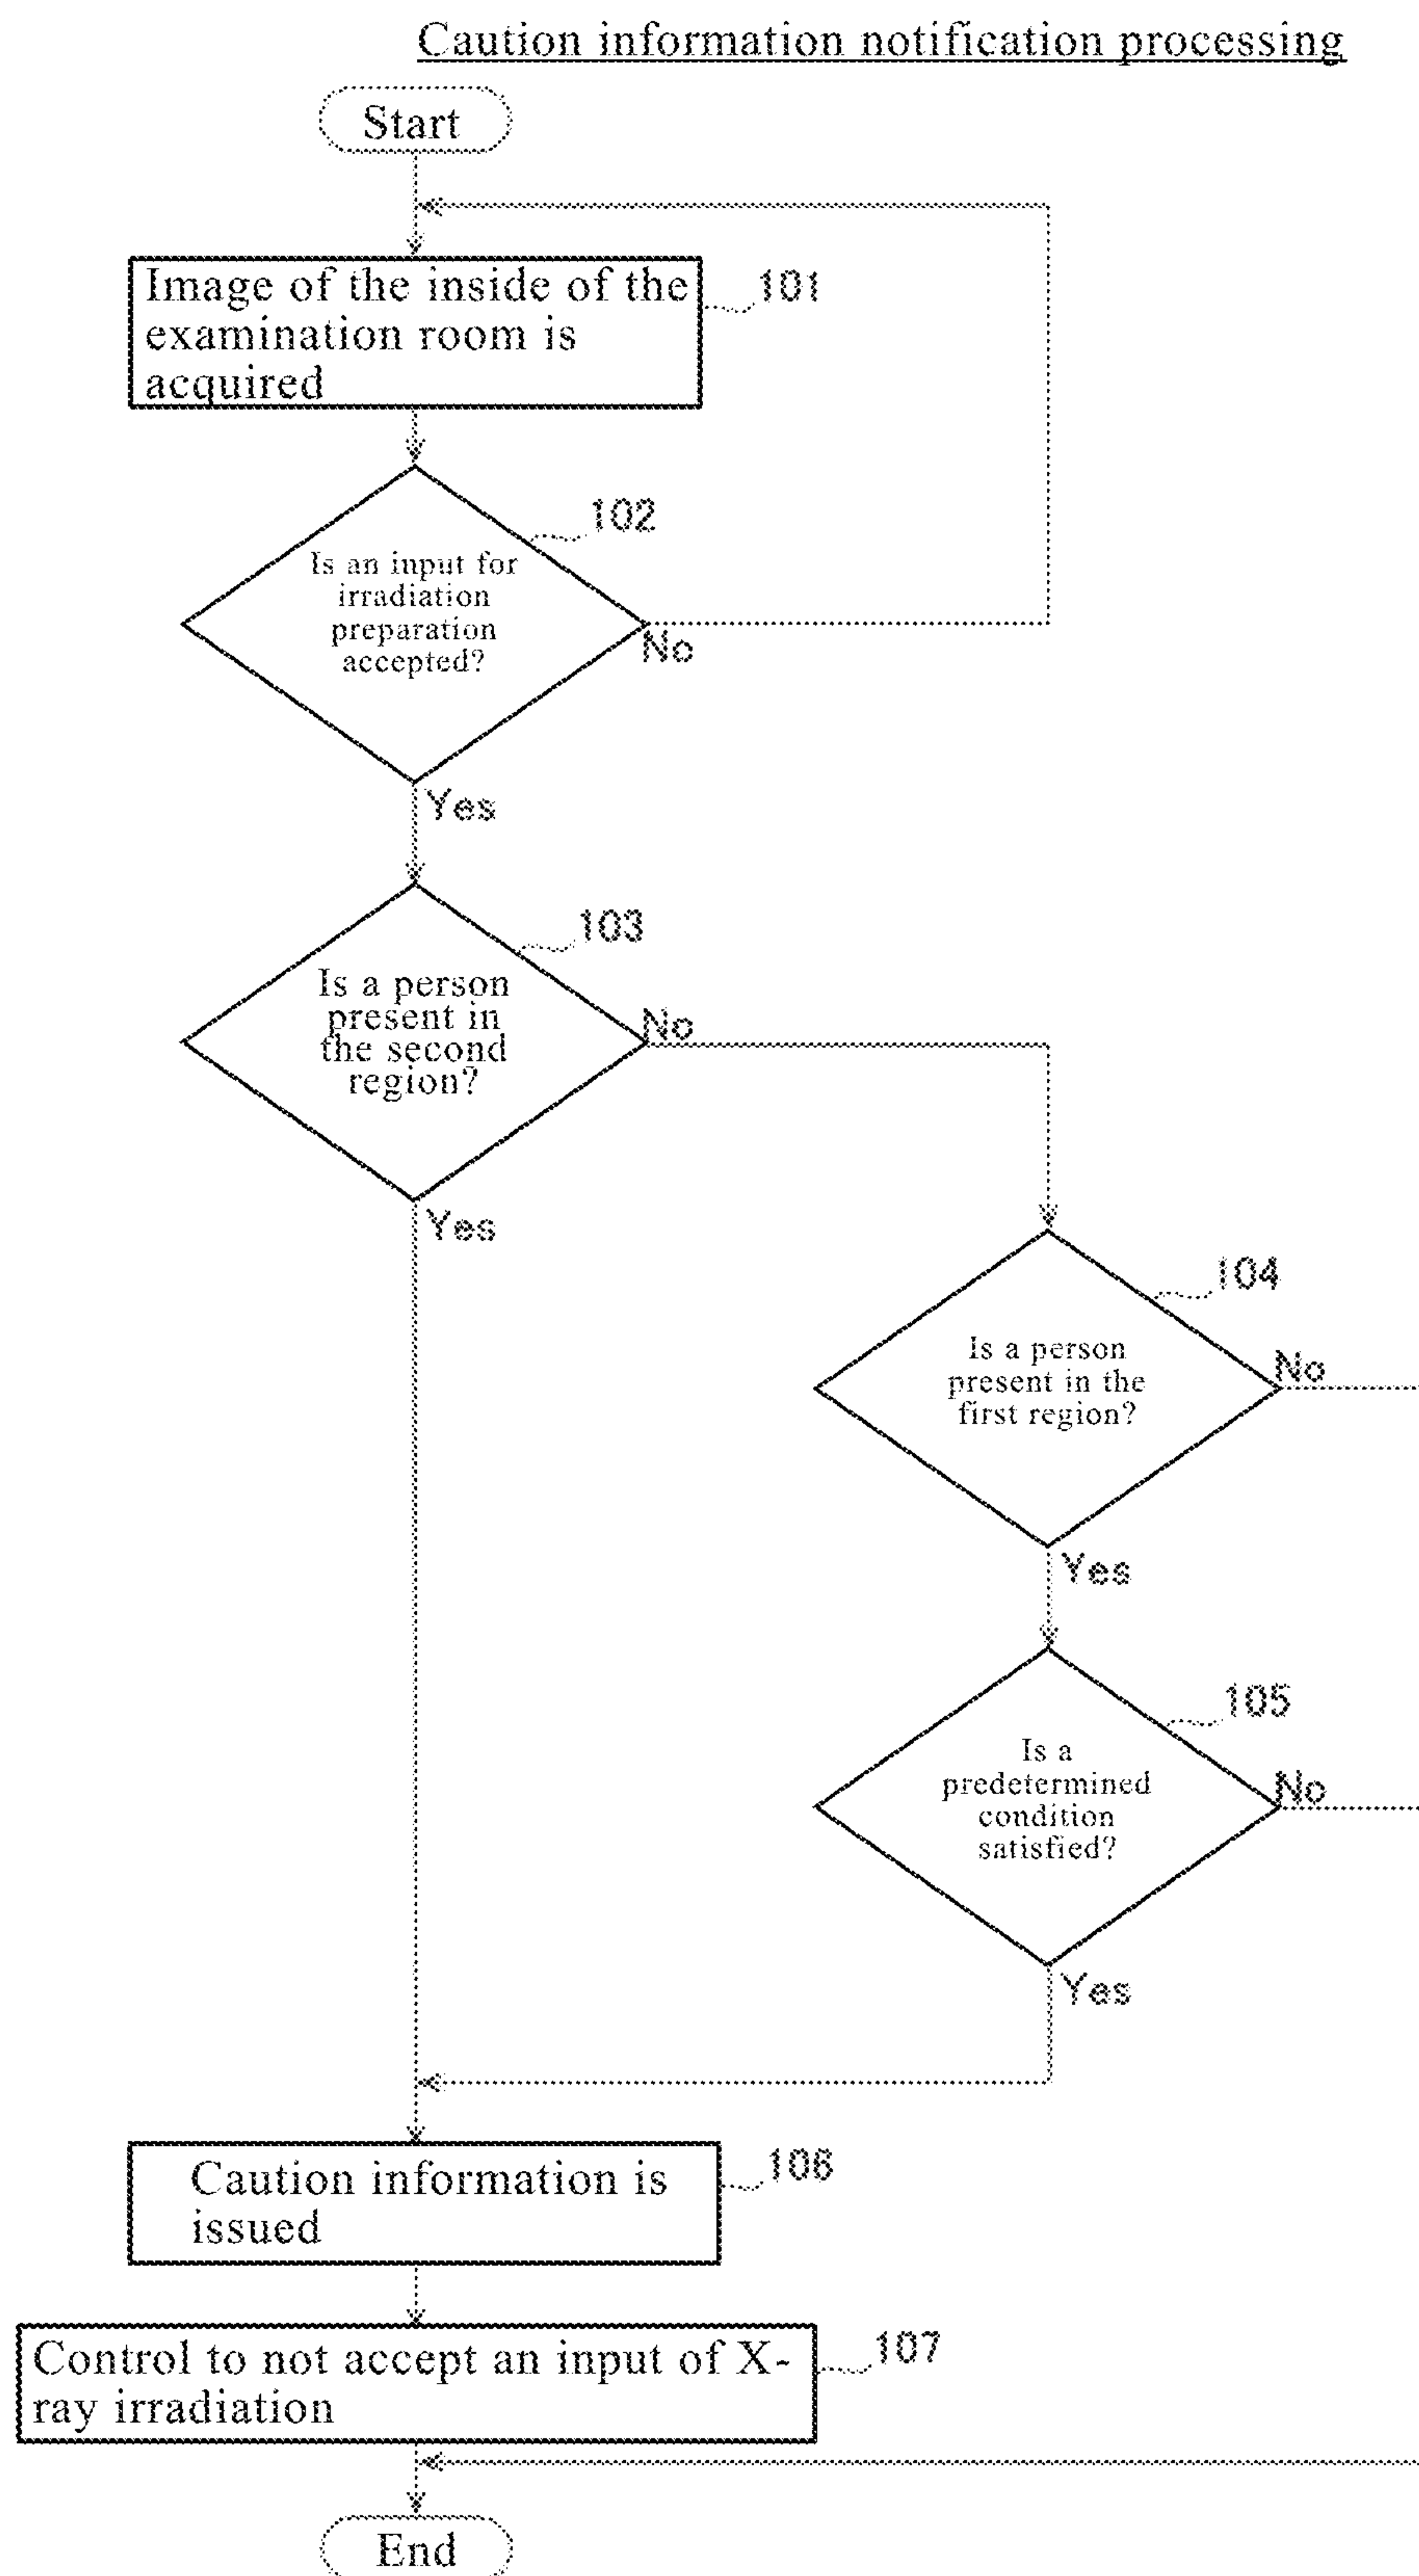 Caution information notification processing
Start
Image of the inside of the
examination room is
acquired
101
102
Is an input for
irradiation
preparation
accepted?
No
Yes
103
Is a person
present in
the second
region?
No
Yes
104
Is a person
present in the
first region?
No
Yes
105
Is a
predetermined
condition
satisfied?
No
Yes
106
Caution information is
issued
107
Control to not accept an input of X-
ray irradiation
End